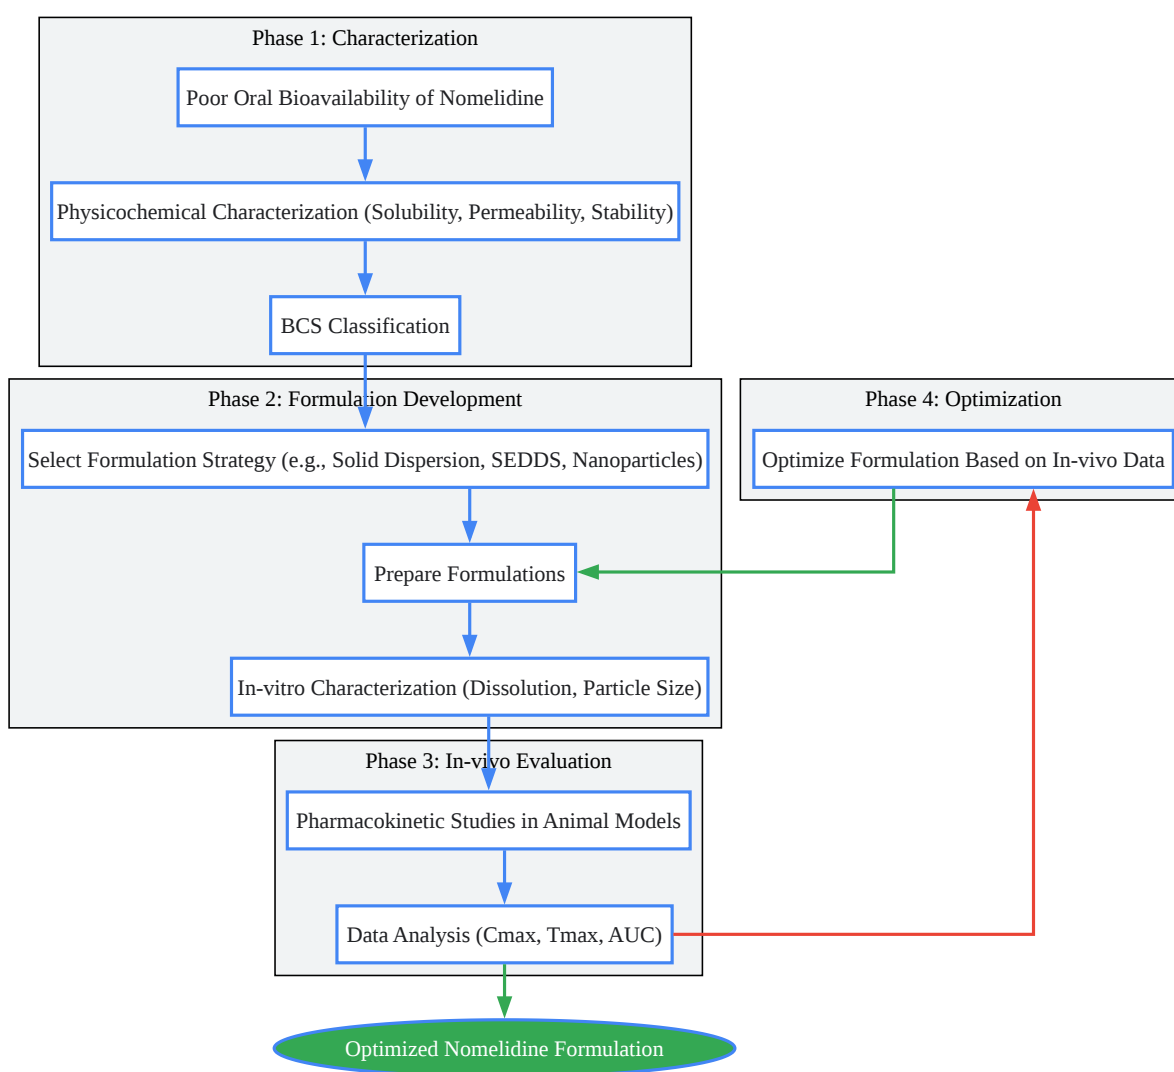 Phase 1: Characterization
Poor Oral Bioavailability of Nomelidine
Physicochemical Characterization (Solubility, Permeability, Stability)
BCS Classification
Phase 2: Formulation Development
Select Formulation Strategy (e.g., Solid Dispersion, SEDDS, Nanoparticles)
Prepare Formulations
In-vitro Characterization (Dissolution, Particle Size)
Phase 4: Optimization
Optimize Formulation Based on In-vivo Data
Phase 3: In-vivo Evaluation
Pharmacokinetic Studies in Animal Models
Data Analysis (Cmax, Tmax, AUC)
Optimized Nomelidine Formulation